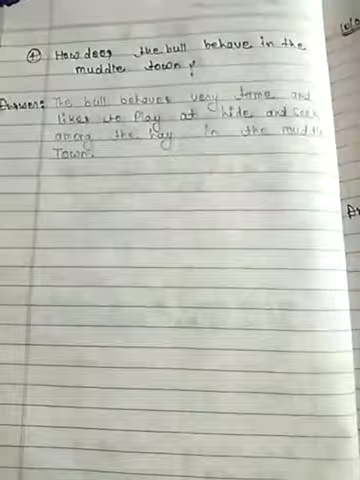 ④ How does the bull behave in the
muddle town?
Answer: The bull behaves very tame and
likes to Play at hide and seek
among the hay in the muddle
Town.